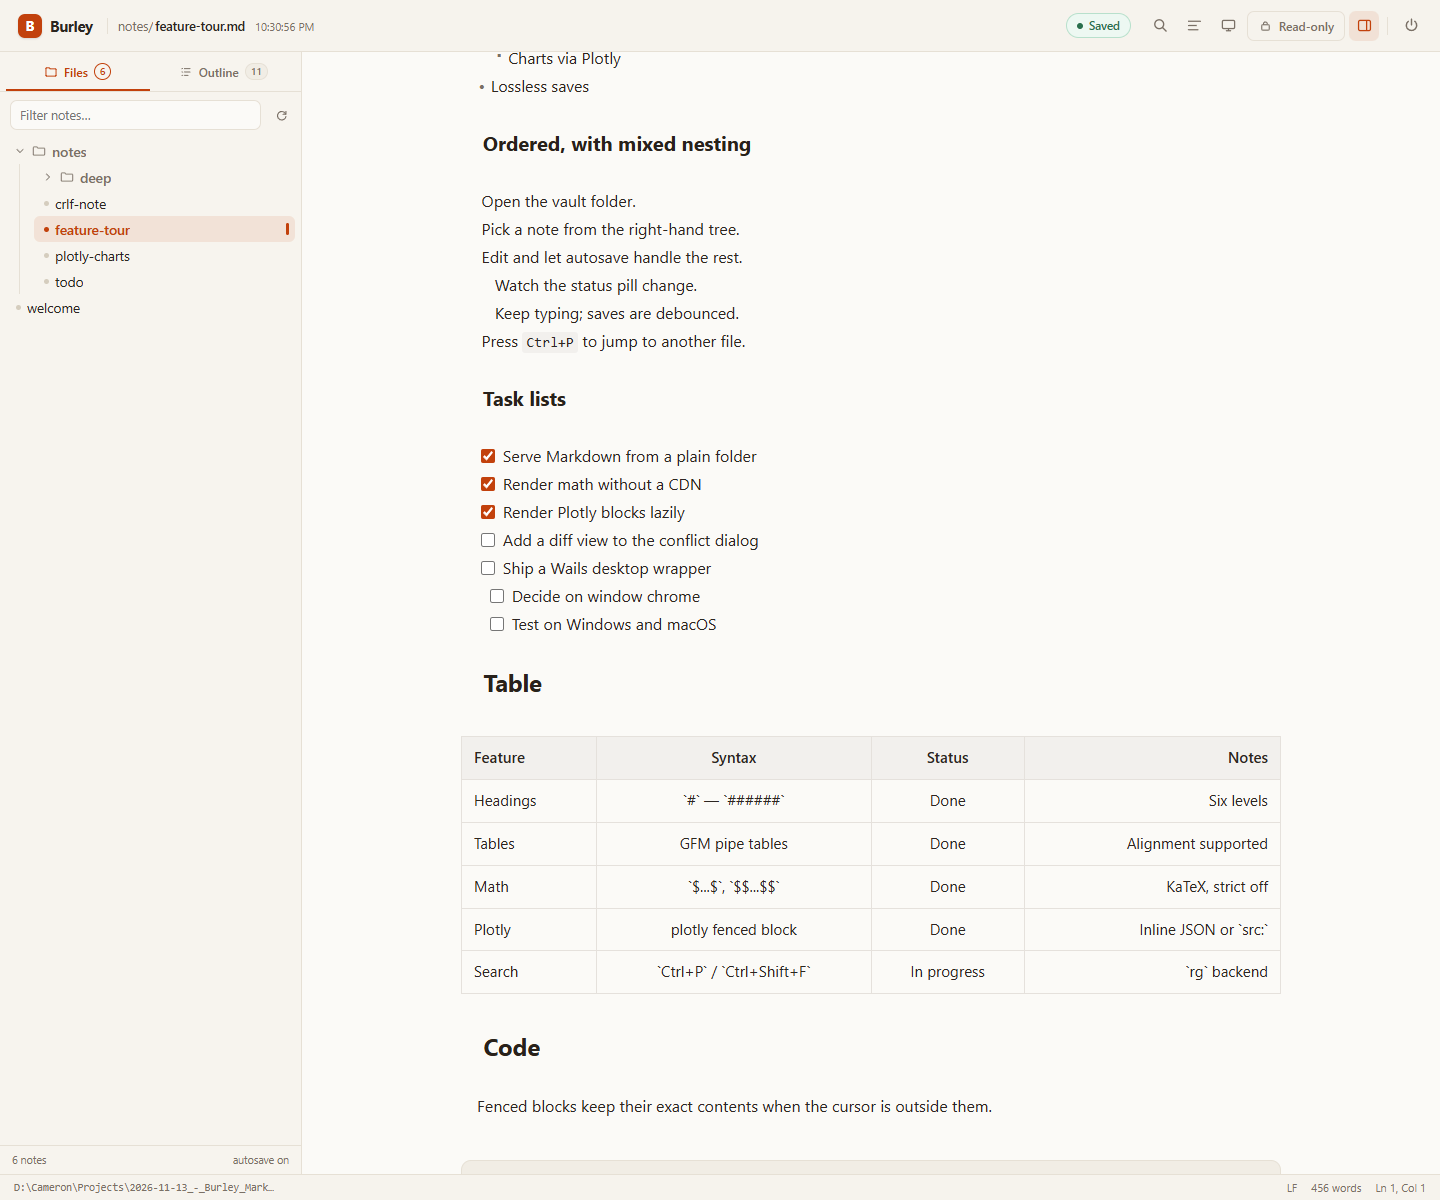 B Burley notes/feature-tour.md 10:30:56 PM Saved Read-only
Files 6 Outline 11
Filter notes...
notes
deep
crlf-note
feature-tour
plotly-charts
todo
welcome
6 notes autosave on
Charts via Plotly
Lossless saves
Ordered, with mixed nesting
Open the vault folder.
Pick a note from the right-hand tree.
Edit and let autosave handle the rest.
Watch the status pill change.
Keep typing; saves are debounced.
Press Ctrl+P to jump to another file.
Task lists
Serve Markdown from a plain folder
Render math without a CDN
Render Plotly blocks lazily
Add a diff view to the conflict dialog
Ship a Wails desktop wrapper
Decide on window chrome
Test on Windows and macOS
Table
Feature Syntax Status Notes
Headings `#` — `######` Done Six levels
Tables GFM pipe tables Done Alignment supported
Math `$...$`, `$$...$$` Done KaTeX, strict off
Plotly plotly fenced block Done Inline JSON or `src:`
Search `Ctrl+P` / `Ctrl+Shift+F` In progress `rg` backend
Code
Fenced blocks keep their exact contents when the cursor is outside them.
D:\Cameron\Projects\2026-11-13_-_Burley_Mark… LF 456 words Ln 1, Col 1